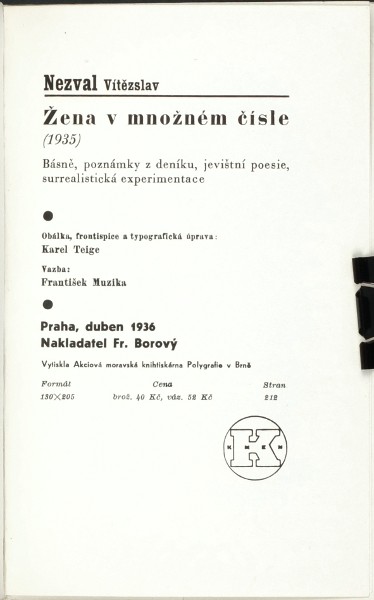 Nezval Vítězslav
Žena v množném čísle
(1935)
Básně, poznámky z deníku, jevištní poesie,
surrealistická experimentace
Obálka, frontispice a typografická úprava:
Karel Teige
Vazba:
František Muzika
Praha, duben 1936
Nakladatel Fr. Borový
Vytiskla Akciová moravská knihtiskárna Polygrafie v Brně
Formát Cena Stran
130×205 brož. 40 Kč, váz. 52 Kč 212
K